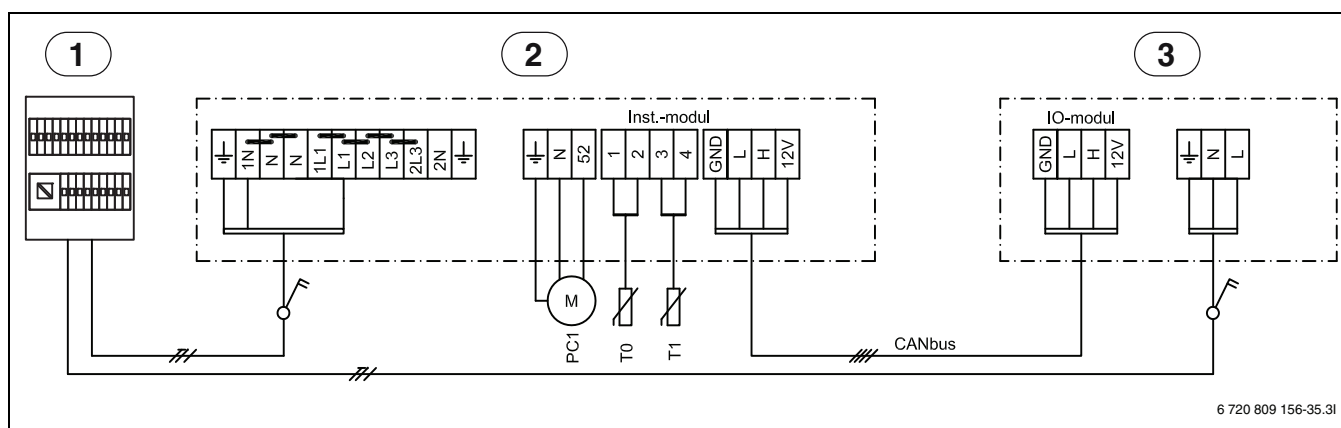 1
2
3
Inst.-modul
IO-modul
1N
N
N
1L1
L1
L2
L3
2L3
2N
N
52
1
2
3
4
GND
L
H
12V
GND
L
H
12V
N
L
M
PC1
T0
T1
CANbus
6 720 809 156-35.3I